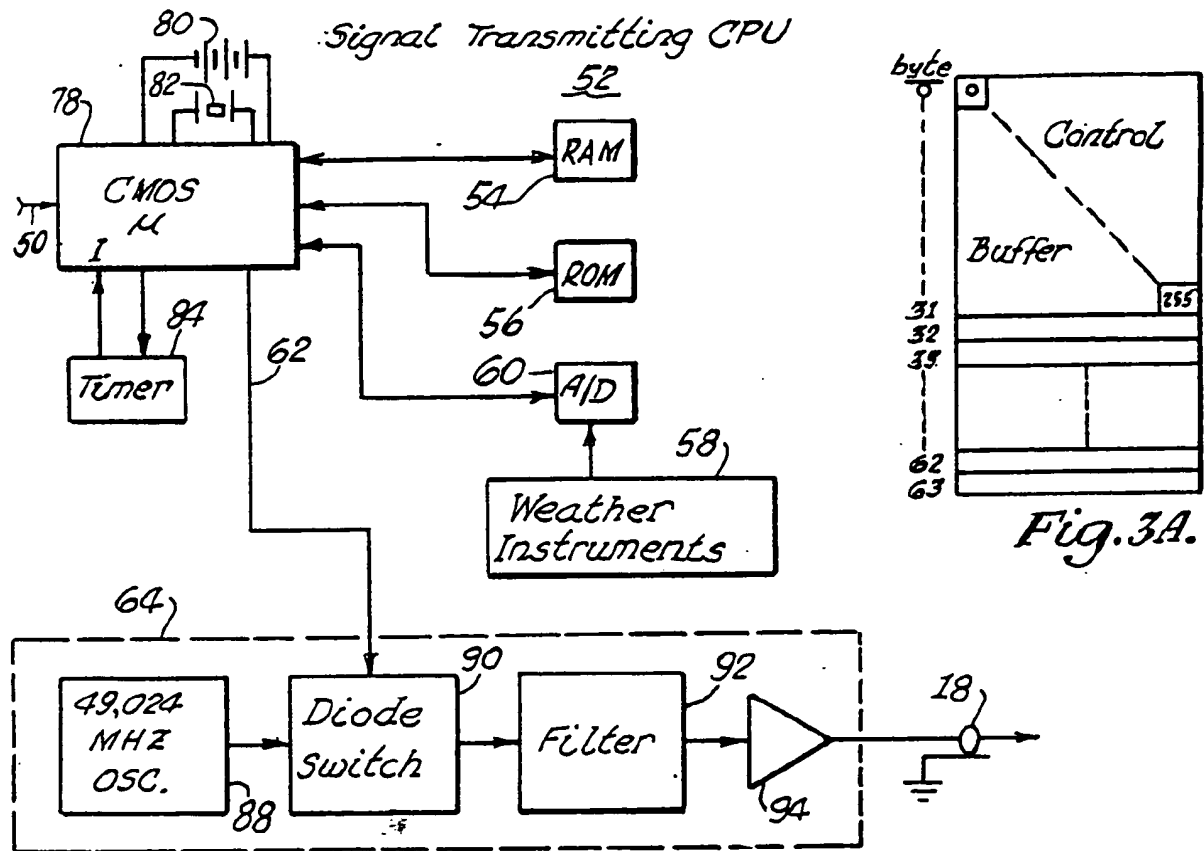 Signal Transmitting CPU
52
80
82
78
CMOS
μ
I
50
RAM
54
ROM
56
A/D
60
84
Timer
62
58
Weather
Instruments
byte
0
0
Control
Buffer
255
31
32
33
62
63
Fig. 3A.
64
49,024
MHZ
OSC.
88
90
Diode
Switch
92
Filter
94
18